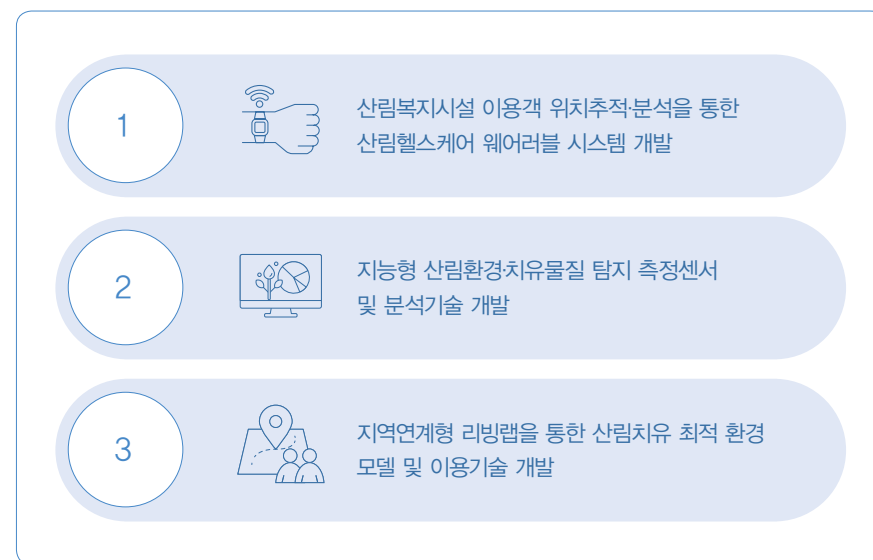 1
산림복지시설 이용객 위치추적·분석을 통한
산림헬스케어 웨어러블 시스템 개발
2
지능형 산림환경·치유물질 탐지 측정센서
및 분석기술 개발
3
지역연계형 리빙랩을 통한 산림치유 최적 환경
모델 및 이용기술 개발